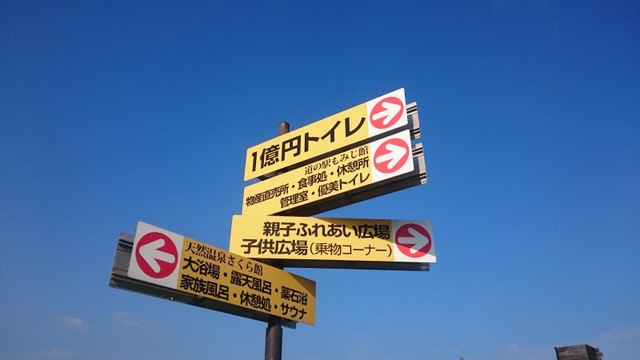 1億円トイレ
道の駅もみじ館
物産直売所・食事処・休憩所
管理室・優美トイレ
親子ふれあい広場
子供広場(乗物コーナー)
天然温泉さくら館
大浴場・露天風呂・薬石浴
家族風呂・休憩処・サウナ